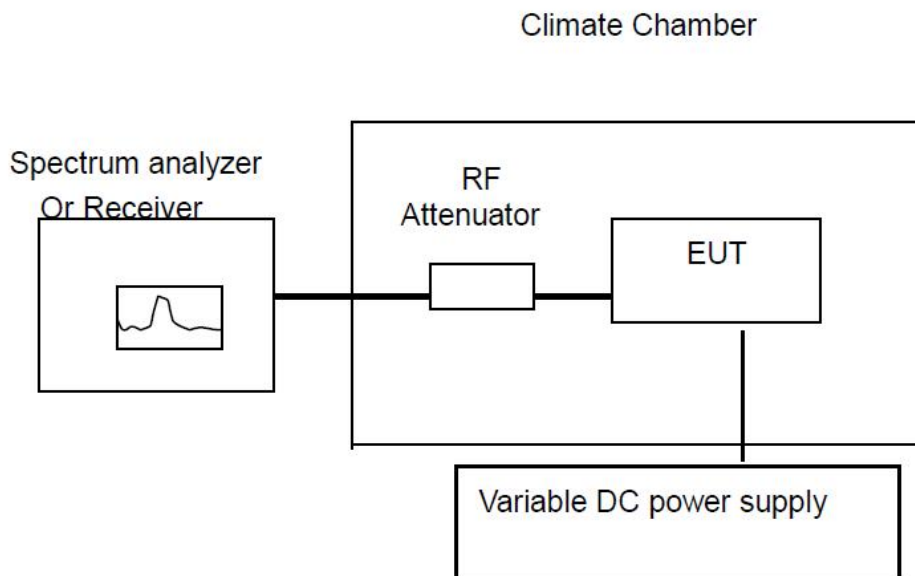 Climate Chamber
Spectrum analyzer
Or Receiver
RF
Attenuator
EUT
Variable DC power supply